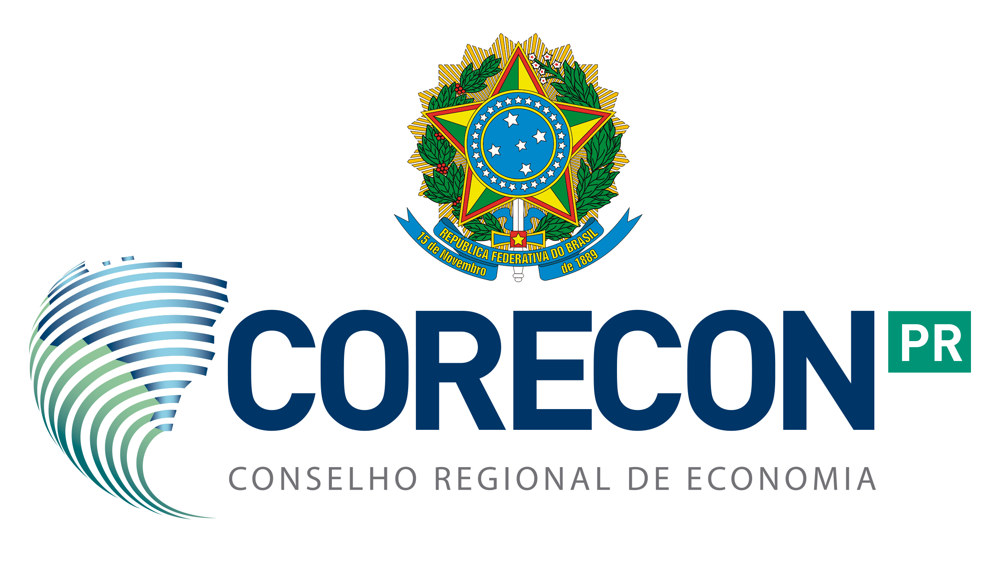 REPÚBLICA FEDERATIVA DO BRASIL
15 de Novembro de 1889
CORECON PR
CONSELHO REGIONAL DE ECONOMIA